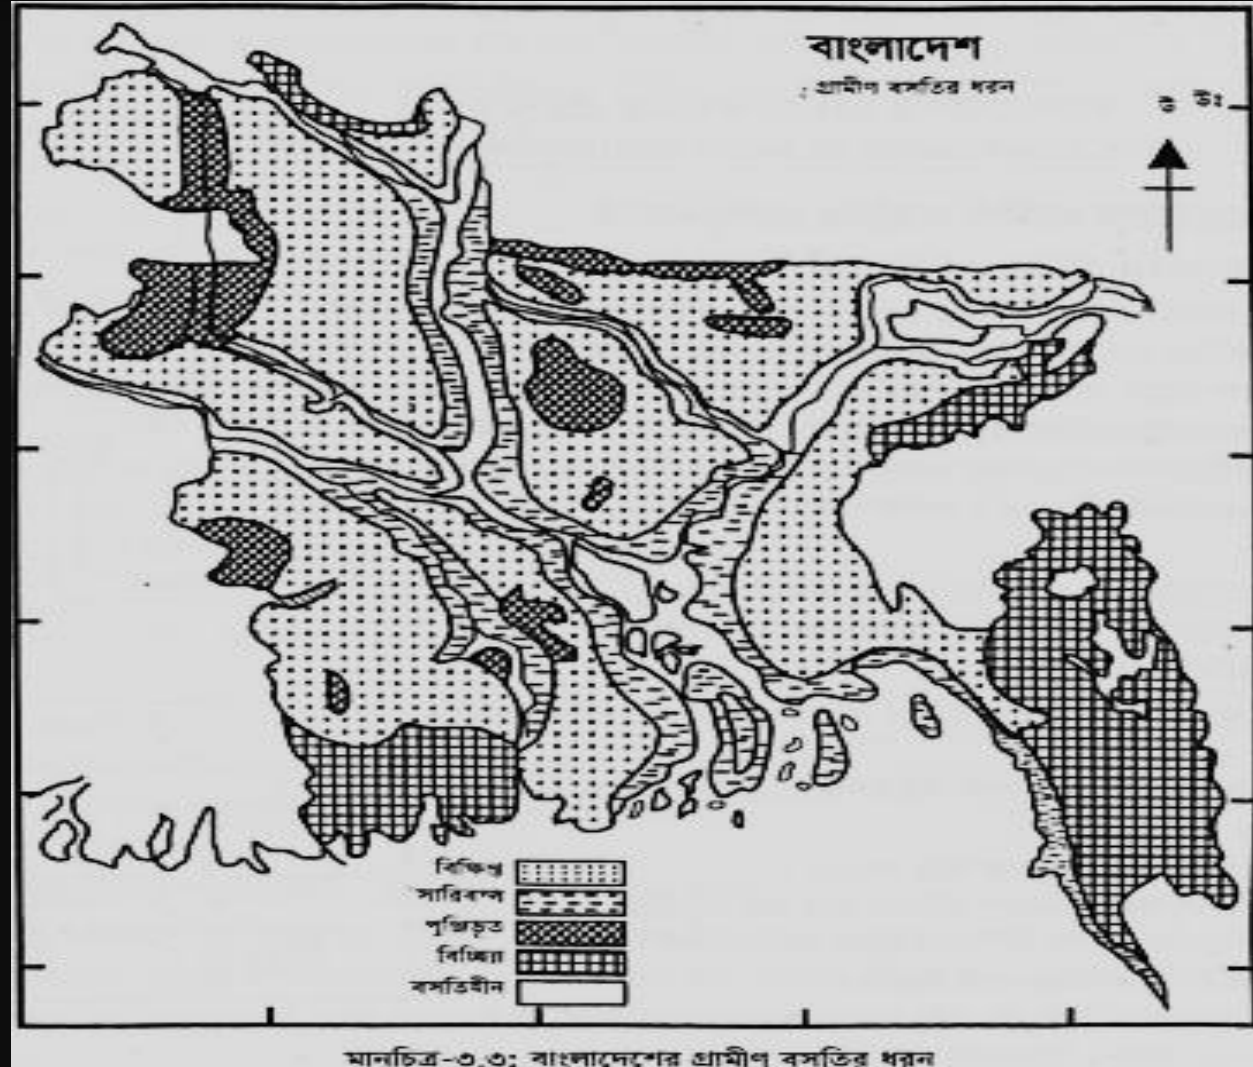 বাংলাদেশ
গ্রামীণ বসতির ধরন
উ উঃ
বিক্ষিপ্ত
সারিবদ্ধ
পুঞ্জিভূত
বিচ্ছিন্ন
বসতিহীন
মানচিত্র-৩.৩: বাংলাদেশের গ্রামীণ বসতির ধরন